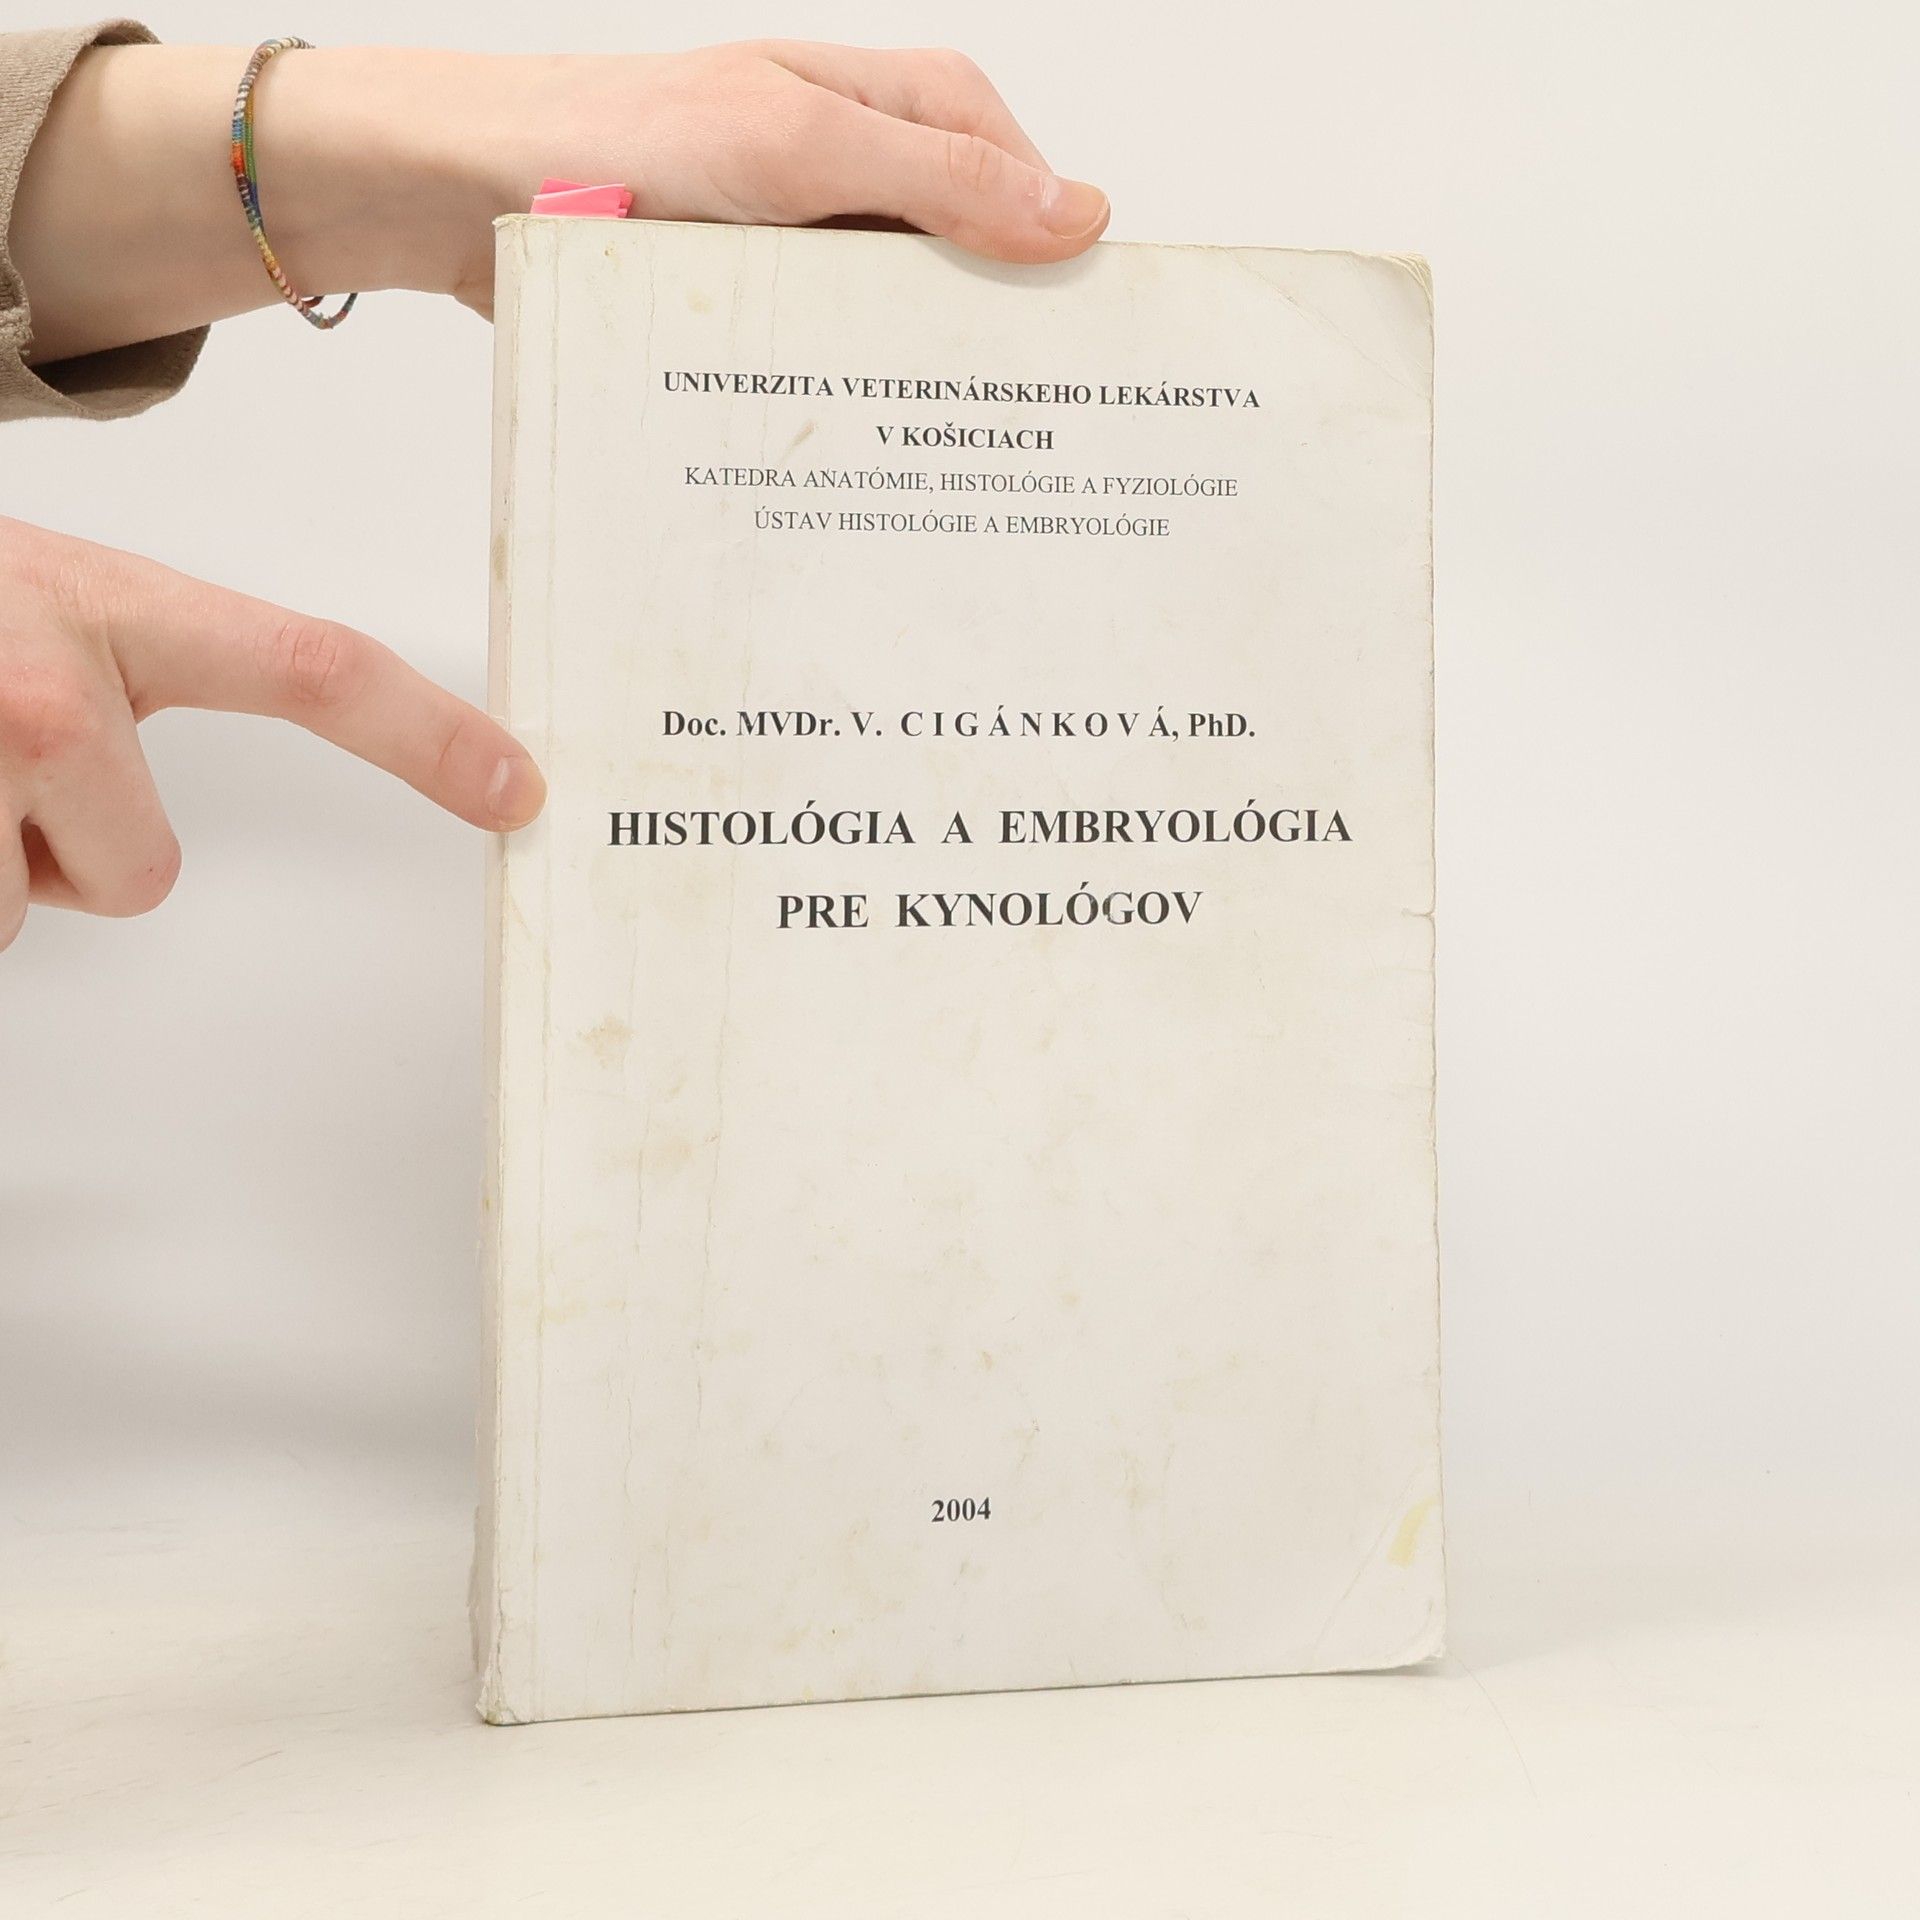 UNIVERZITA VETERINÁRSKEHO LEKÁRSTVA
V KOŠICIACH
KATEDRA ANATÓMIE, HISTOLÓGIE A FYZIOLÓGIE
ÚSTAV HISTOLÓGIE A EMBRYOLÓGIE
Doc. MVDr. V. CIGÁNKOVÁ, PhD.
HISTOLÓGIA A EMBRYOLÓGIA
PRE KYNOLÓGOV
2004